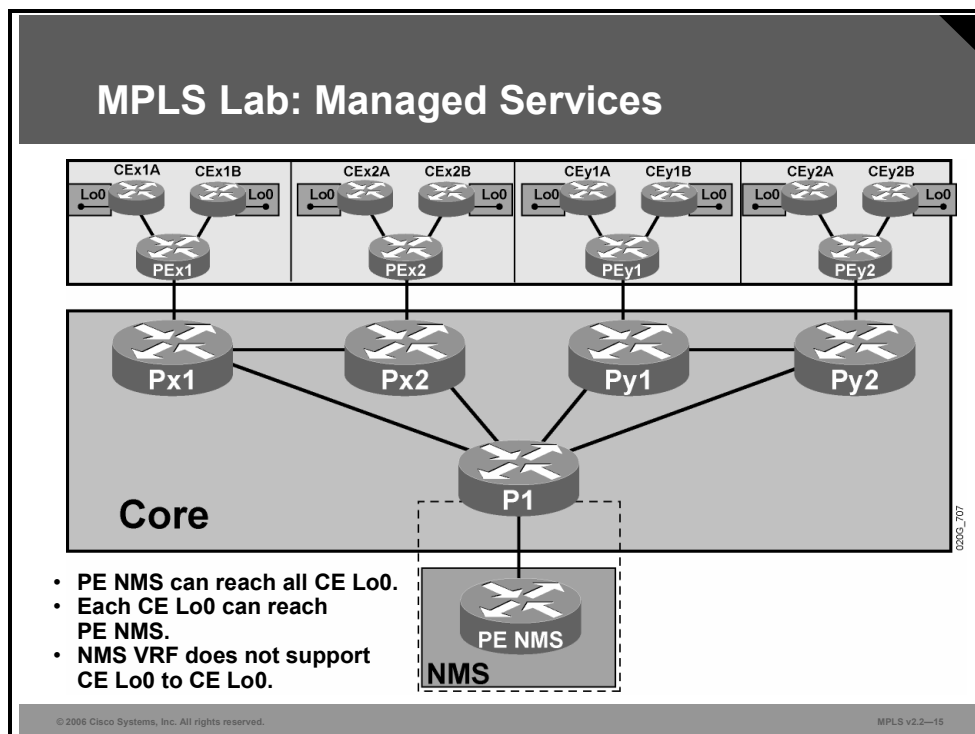 MPLS Lab: Managed Services
CEx1A CEx1B CEx2A CEx2B CEy1A CEy1B CEy2A CEy2B
Lo0 Lo0 Lo0 Lo0 Lo0 Lo0 Lo0 Lo0
PEx1 PEx2 PEy1 PEy2
Px1 Px2 Py1 Py2
P1
Core
020G_707
• PE NMS can reach all CE Lo0.
• Each CE Lo0 can reach
PE NMS.
• NMS VRF does not support
CE Lo0 to CE Lo0.
PE NMS
NMS
© 2006 Cisco Systems, Inc. All rights reserved. MPLS v2.2—15